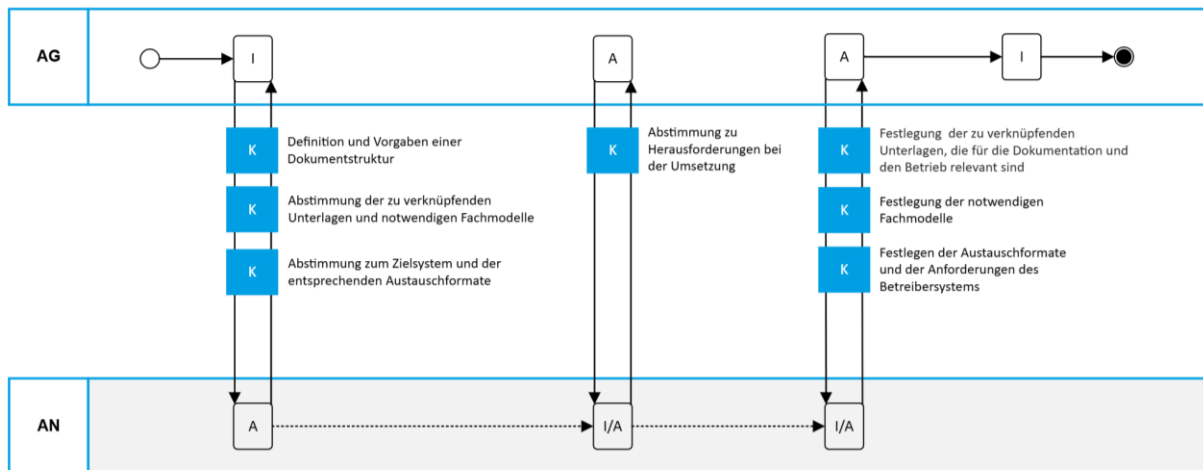 AG
I
A
A
I
K
Definition und Vorgaben einer
Dokumentstruktur
K
Abstimmung der zu verknüpfenden
Unterlagen und notwendigen Fachmodelle
K
Abstimmung zum Zielsystem und der
entsprechenden Austauschformate
K
Abstimmung zu
Herausforderungen bei
der Umsetzung
K
Festlegung der zu verknüpfenden
Unterlagen, die für die Dokumentation und
den Betrieb relevant sind
K
Festlegung der notwendigen
Fachmodelle
K
Festlegen der Austauschformate
und der Anforderungen des
Betreibersystems
AN
A
I/A
I/A